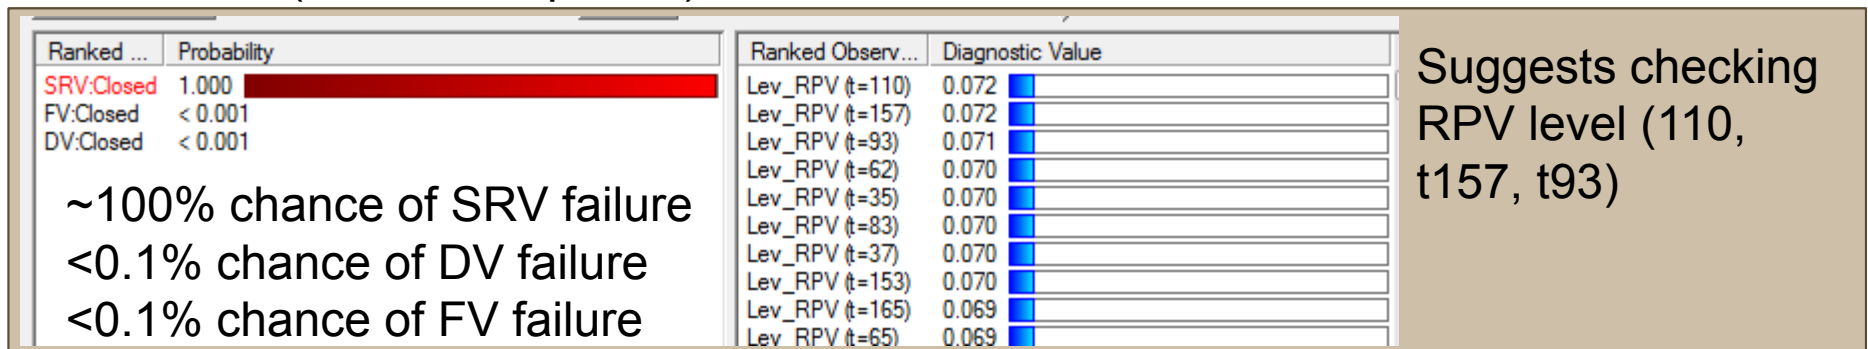 Ranked ... Probability
SRV:Closed 1.000
FV:Closed < 0.001
DV:Closed < 0.001
~100% chance of SRV failure
<0.1% chance of DV failure
<0.1% chance of FV failure
Ranked Observ... Diagnostic Value
Lev_RPV (t=110) 0.072
Lev_RPV (t=157) 0.072
Lev_RPV (t=93) 0.071
Lev_RPV (t=62) 0.070
Lev_RPV (t=35) 0.070
Lev_RPV (t=83) 0.070
Lev_RPV (t=37) 0.070
Lev_RPV (t=153) 0.070
Lev_RPV (t=165) 0.069
Lev_RPV (t=65) 0.069
Suggests checking
RPV level (110,
t157, t93)